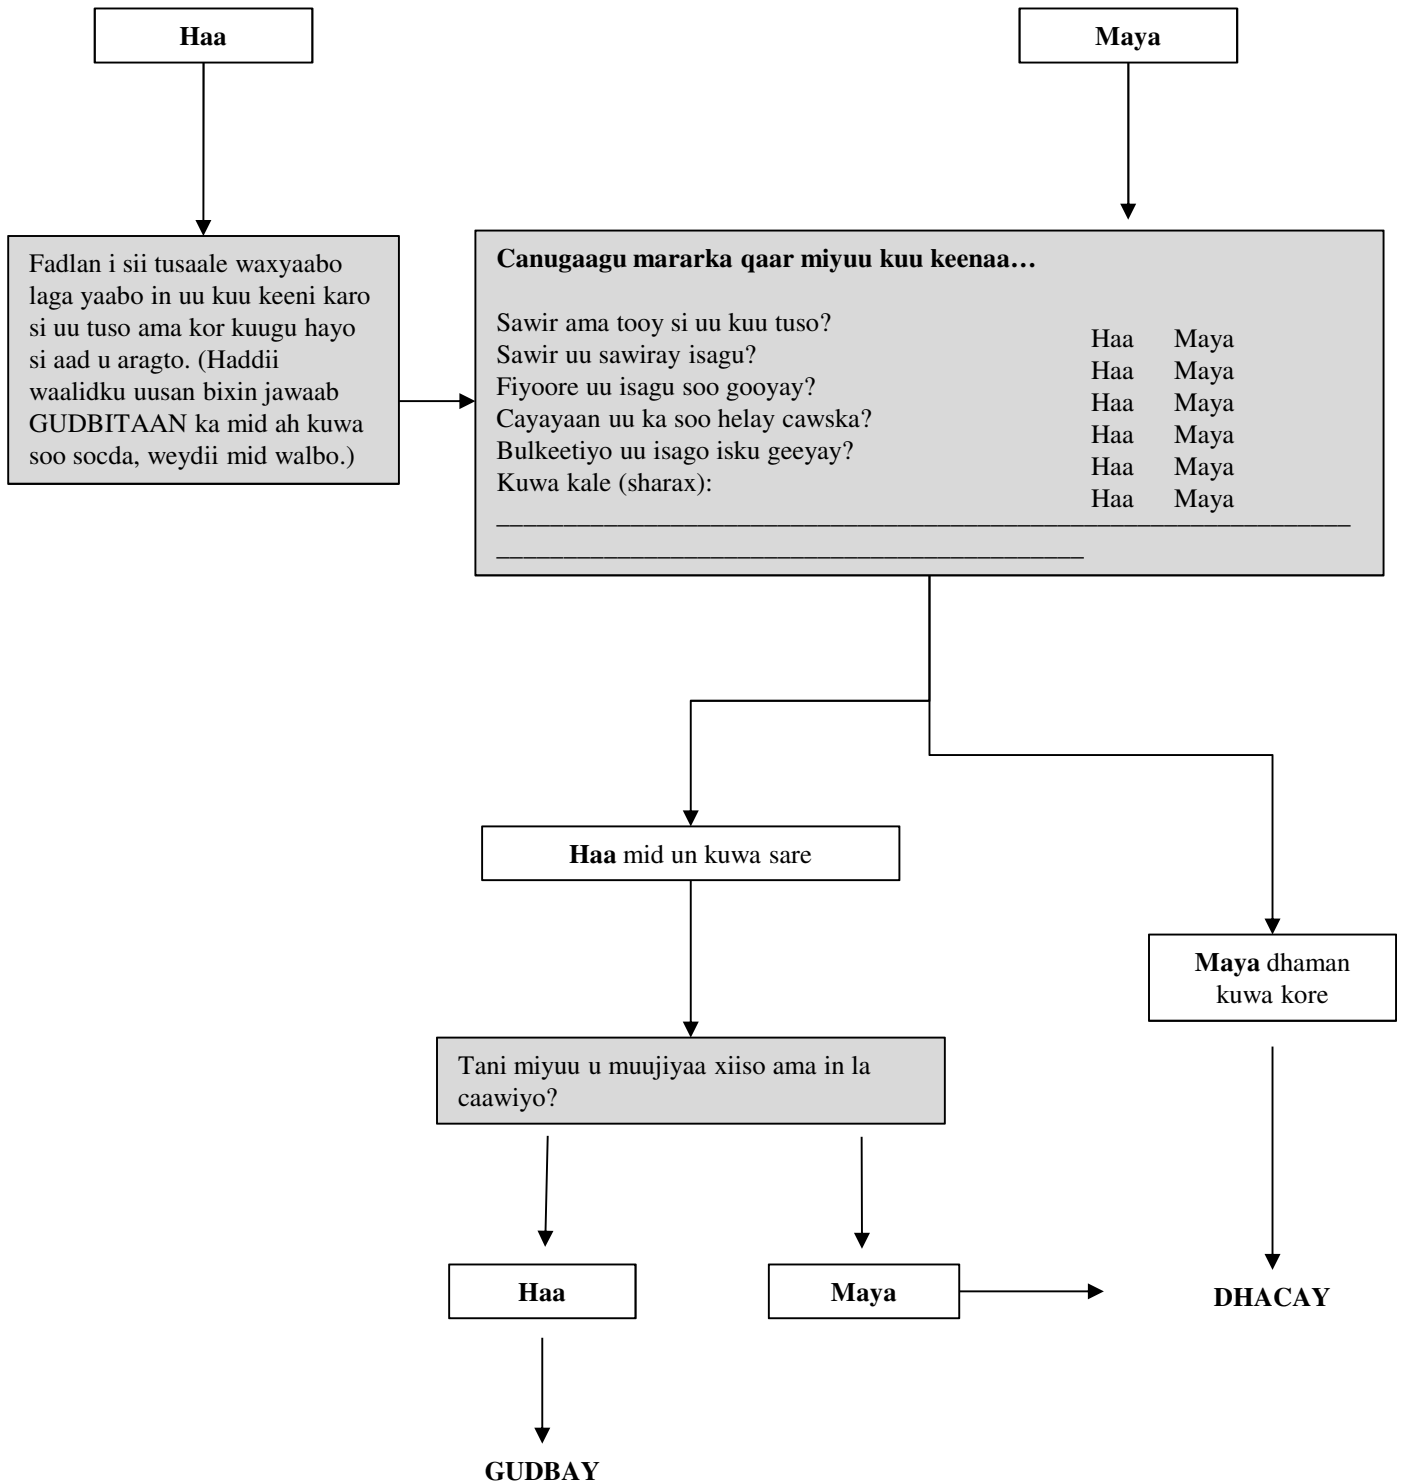 Haa
Maya
Fadlan i sii tusaale waxyaabo
laga yaabo in uu kuu keeni karo
si uu tuso ama kor kuugu hayo
si aad u aragto. (Haddii
waalidku uusan bixin jawaab
GUDBITAAN ka mid ah kuwa
soo socda, weydii mid walbo.)
Canugaagu mararka qaar miyuu kuu keenaa…
Sawir ama tooy si uu kuu tuso?
Haa Maya
Sawir uu sawiray isagu?
Haa Maya
Fiyoore uu isagu soo gooyay?
Haa Maya
Cayayaan uu ka soo helay cawska?
Haa Maya
Bulkeetiyo uu isago isku geeyay?
Haa Maya
Kuwa kale (sharax):
Haa Maya
Haa mid un kuwa sare
Maya dhaman
kuwa kore
Tani miyuu u muujiyaa xiiso ama in la
caawiyo?
Haa
Maya
DHACAY
GUDBAY